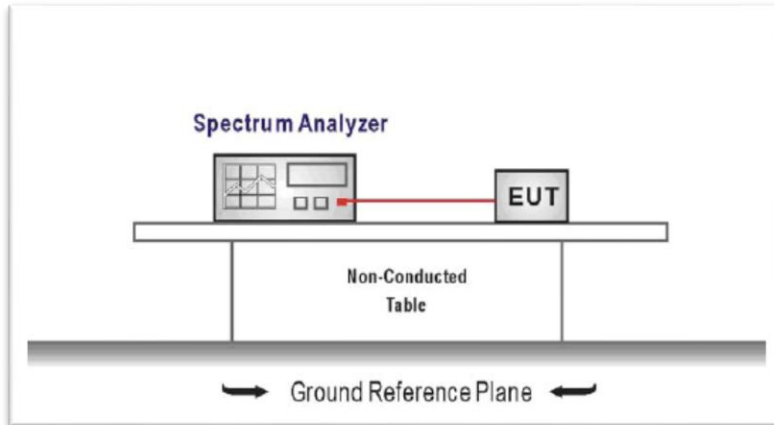 Spectrum Analyzer
EUT
Non-Conducted
Table
Ground Reference Plane